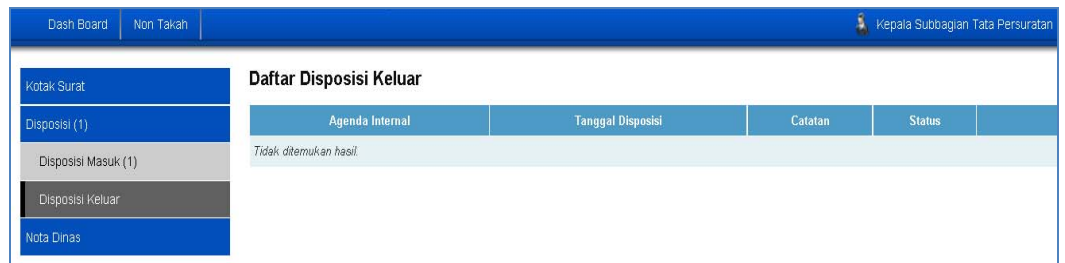 Dash Board Non Takah Kepala Subbagian Tata Persuratan
Kotak Surat
Disposisi (1)
Disposisi Masuk (1)
Disposisi Keluar
Nota Dinas
Daftar Disposisi Keluar
Agenda Internal Tanggal Disposisi Catatan Status
Tidak ditemukan hasil.